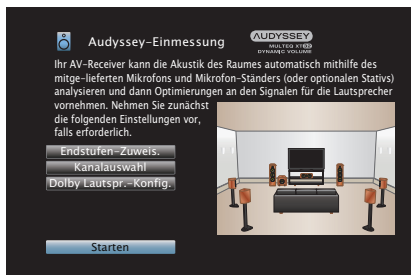 Audyssey-Einmessung
AUDYSSEY
MULTEQ XT32
DYNAMIC VOLUME
Ihr AV-Receiver kann die Akustik des Raumes automatisch mithilfe des
mitge-lieferten Mikrofons und Mikrofon-Ständers (oder optionalen Stativs)
analysieren und dann Optimierungen an den Signalen für die Lautsprecher
vornehmen. Nehmen Sie zunächst
die folgenden Einstellungen vor,
falls erforderlich.
Endstufen-Zuweis.
Kanalauswahl
Dolby Lautspr.-Konfig.
Starten